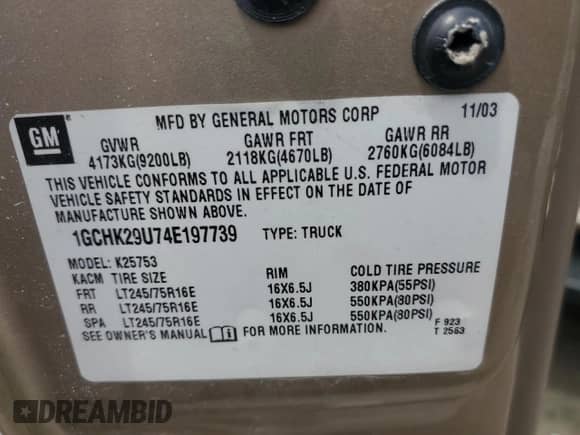 GM
MFD BY GENERAL MOTORS CORP 11/03
GVWR GAWR FRT GAWR RR
4173KG(9200LB) 2118KG(4670LB) 2760KG(6084LB)
THIS VEHICLE CONFORMS TO ALL APPLICABLE U.S. FEDERAL MOTOR
VEHICLE SAFETY STANDARDS IN EFFECT ON THE DATE OF
MANUFACTURE SHOWN ABOVE.
1GCHK29U74E197739 TYPE: TRUCK
MODEL: K25753
KACM TIRE SIZE RIM COLD TIRE PRESSURE
FRT LT245/75R16E 16X6.5J 380KPA(55PSI)
RR LT245/75R16E 16X6.5J 550KPA(80PSI)
SPA LT245/75R16E 16X6.5J 550KPA(80PSI)
SEE OWNER'S MANUAL i FOR MORE INFORMATION. F 923
T 2563
DREAMBID